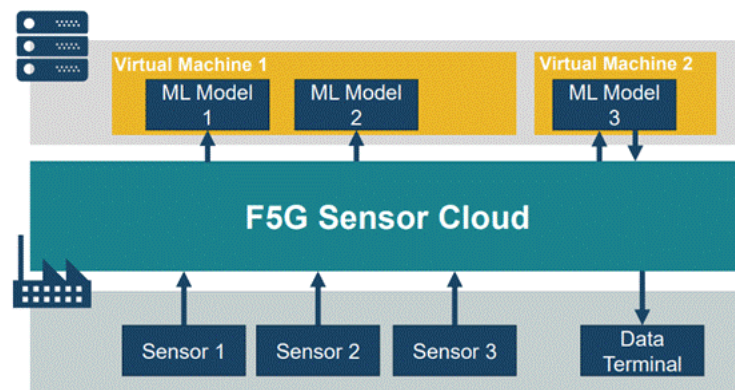 Virtual Machine 1
Virtual Machine 2
ML Model
1
ML Model
2
ML Model
3
F5G Sensor Cloud
Sensor 1
Sensor 2
Sensor 3
Data
Terminal